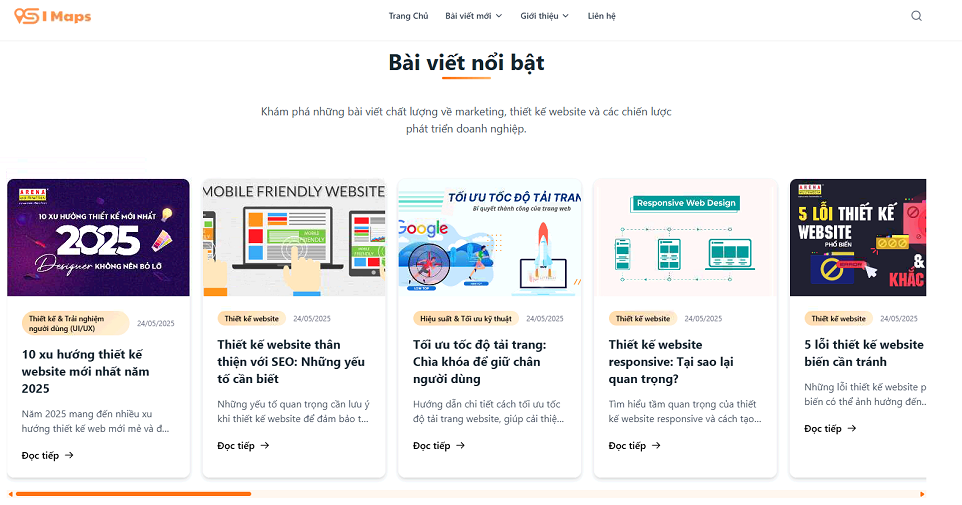 SI Maps
Trang Chủ
Bài viết mới
Giới thiệu
Liên hệ
Bài viết nổi bật
Khám phá những bài viết chất lượng về marketing, thiết kế website và các chiến lược
phát triển doanh nghiệp.
ARENA
MULTIMEDIA
10 XU HƯỚNG THIẾT KẾ MỚI NHẤT
2025
Designer KHÔNG NÊN BỎ LỠ
Thiết kế & Trải nghiệm
người dùng (UI/UX)
24/05/2025
10 xu hướng thiết kế
website mới nhất năm
2025
Năm 2025 mang đến nhiều xu
hướng thiết kế web mới mẻ và đ...
Đọc tiếp
MOBILE FRIENDLY WEBSITE
MOBILE
FRIENDLY
Thiết kế website
24/05/2025
Thiết kế website thân
thiện với SEO: Những yếu
tố cần biết
Những yếu tố quan trọng cần lưu ý
khi thiết kế website để đảm bảo t...
Đọc tiếp
TỐI ƯU TỐC ĐỘ TẢI TRAN
Bí quyết thành công của trang web
Google
Hiệu suất & Tối ưu kỹ thuật
24/05/2025
Tối ưu tốc độ tải trang:
Chìa khóa để giữ chân
người dùng
Hướng dẫn chi tiết cách tối ưu tốc
độ tải trang website, giúp cải thiệ...
Đọc tiếp
Responsive Web Design
Thiết kế website
24/05/2025
Thiết kế website
responsive: Tại sao lại
quan trọng?
Tìm hiểu tầm quan trọng của thiết
kế website responsive và cách tạo...
Đọc tiếp
ARENA
MULTIMEDIA
5 LỖI THIẾT KẾ
WEBSITE
PHỔ BIẾN
ERROR
&
KHẮC
Thiết kế website
24/05/2025
5 lỗi thiết kế website
biến cần tránh
Những lỗi thiết kế website p
biến có thể ảnh hưởng đến...
Đọc tiếp